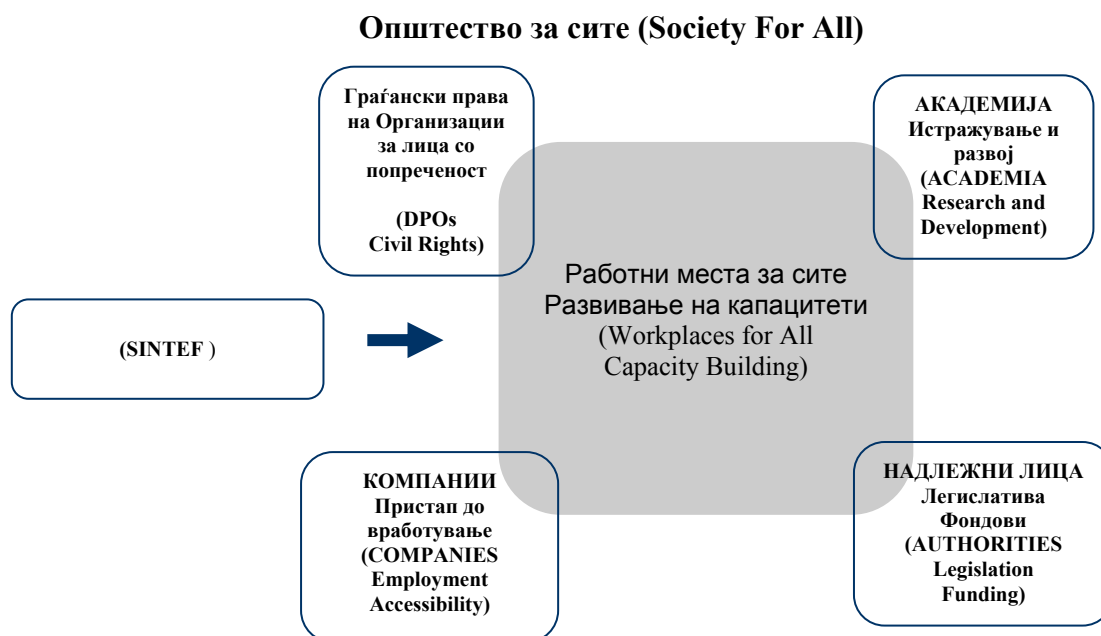 Општество за сите (Society For All)
Граѓански права
на Организации
за лица со
попреченост
(DPOs
Civil Rights)
АКАДЕМИЈА
Истражување и
развој
(ACADEMIA
Research and
Development)
Работни места за сите
Развивање на капацитети
(Workplaces for All
Capacity Building)
(SINTEF )
КОМПАНИИ
Пристап до
вработување
(COMPANIES
Employment
Accessibility)
НАДЛЕЖНИ ЛИЦА
Легислатива
Фондови
(AUTHORITIES
Legislation
Funding)